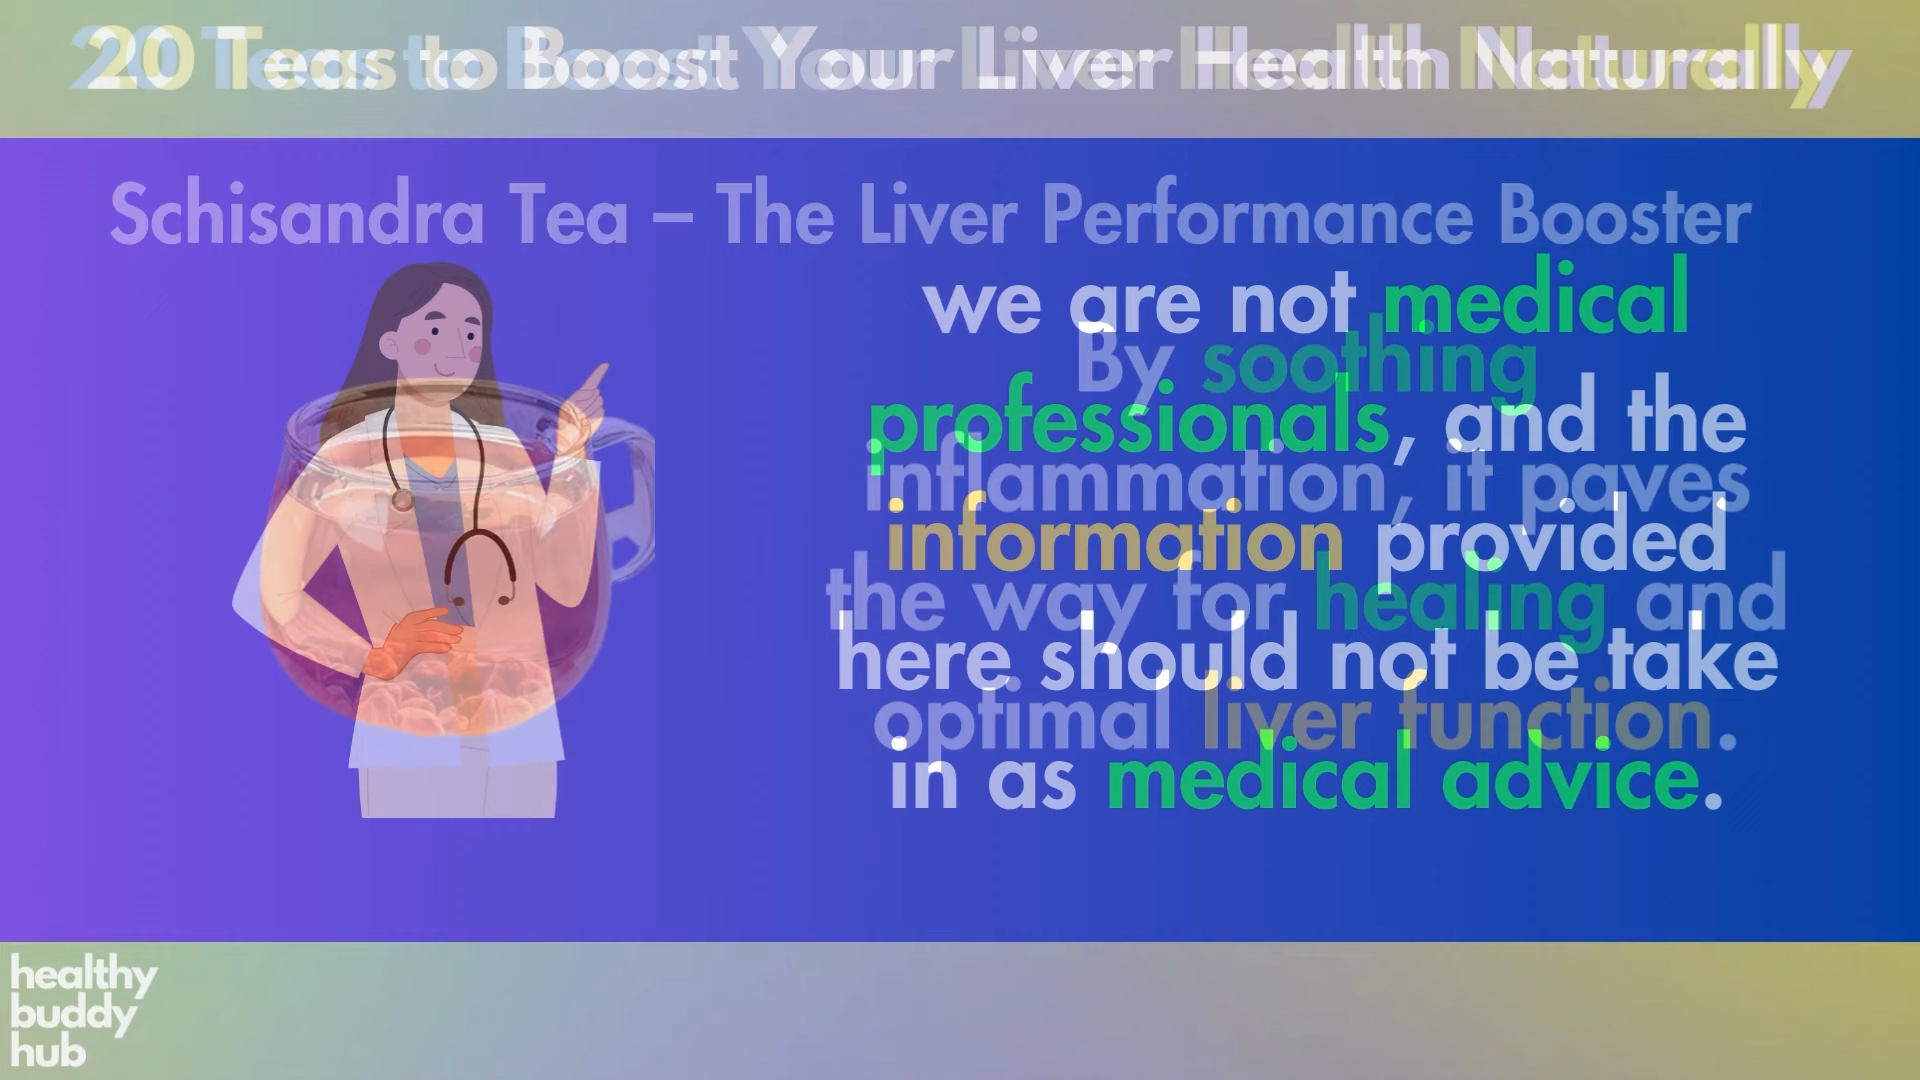 20 Teas to Boost Your Liver Health Naturally
Schisandra Tea – The Liver Performance Booster
we are not medical
professionals, and the
information provided
here should not be take
in as medical advice.
By soothing
inflammation, it paves
the way for healing and
optimal liver function.
healthy
buddy
hub